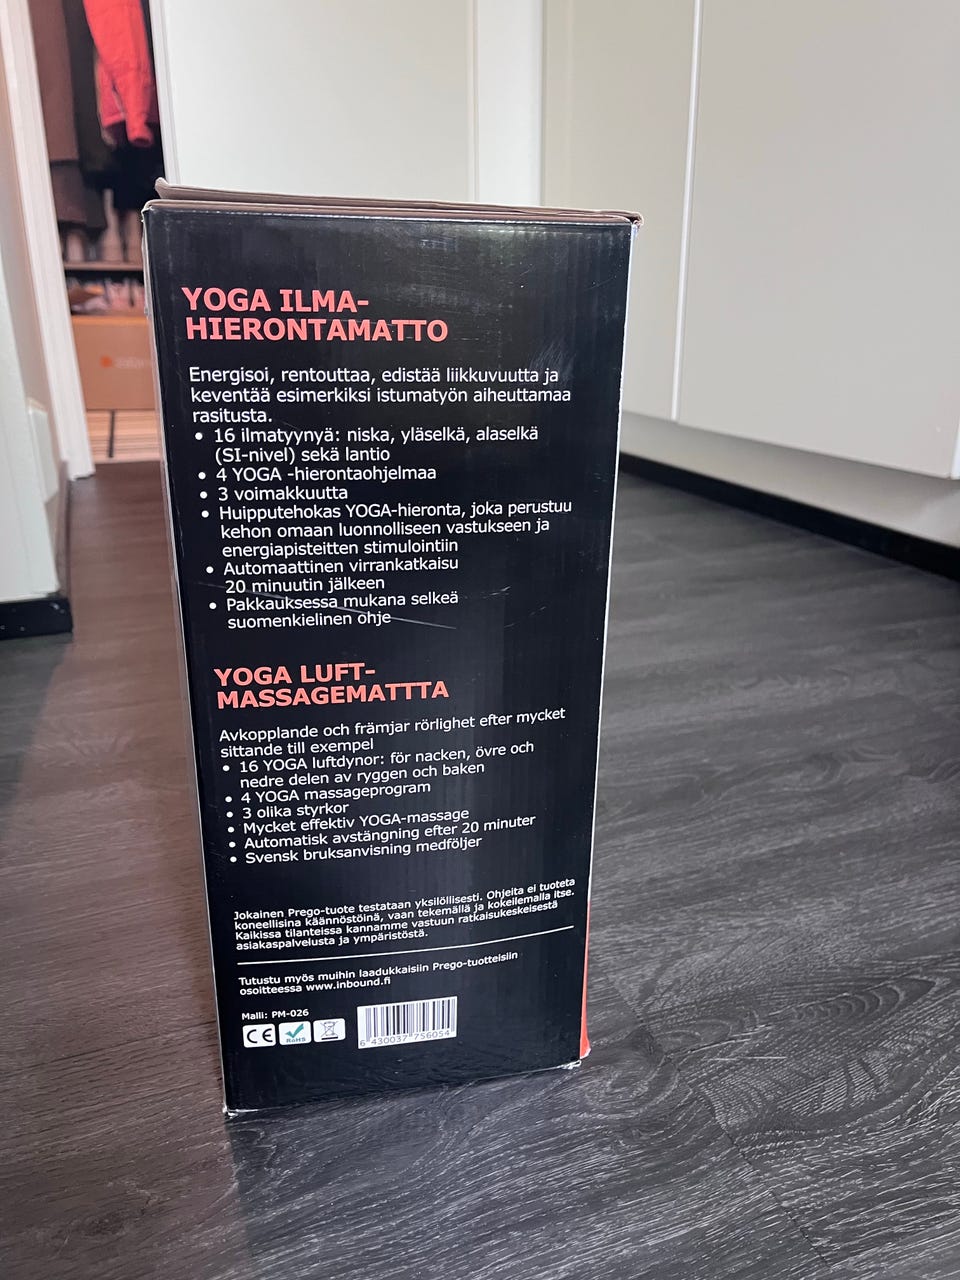 YOGA ILMA-
HIERONTAMATTO
Energisoi, rentouttaa, edistää liikkuvuutta ja
keventää esimerkiksi istumatyön aiheuttamaa
rasitusta.
• 16 ilmatyynyä: niska, yläselkä, alaselkä
(SI-nivel) sekä lantio
• 4 YOGA -hierontaohjelmaa
• 3 voimakkuutta
• Huipputehokas YOGA-hieronta, joka perustuu
kehon omaan luonnolliseen vastukseen ja
energiapisteitten stimulointiin
• Automaattinen virrankatkaisu
20 minuutin jälkeen
• Pakkauksessa mukana selkeä
suomenkielinen ohje
YOGA LUFT-
MASSAGEMATTTA
Avkopplande och främjar rörlighet efter mycket
sittande till exempel
• 16 YOGA luftdynor: för nacken, övre och
nedre delen av ryggen och baken
• 4 YOGA massageprogram
• 3 olika styrkor
• Mycket effektiv YOGA-massage
• Automatisk avstängning efter 20 minuter
• Svensk bruksanvisning medföljer
Jokainen Prego-tuote testataan yksilöllisesti. Ohjeita ei tuoteta
koneellisina käännöstöinä, vaan tekemällä ja kokeilemalla itse.
Kaikissa tilanteissa kannamme vastuun ratkaisukeskeisestä
asiakaspalvelusta ja ympäristöstä.
Tutustu myös muihin laadukkaisiin Prego-tuotteisiin
osoitteessa www.inbound.fi
Malli: PM-026
CE RoHS
6 430037 756054